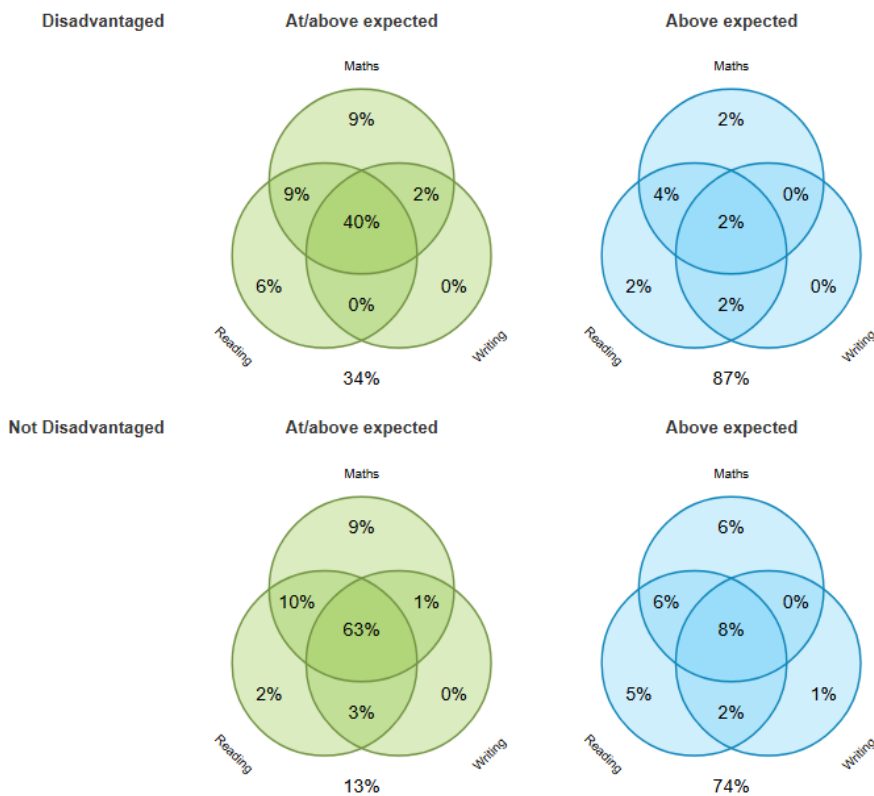 Disadvantaged At/above expected Above expected
Maths Maths
9% 2%
9% 2% 4% 0%
40% 2%
6% 0% 2% 0%
0% 2%
Reading Writing Reading Writing
34% 87%
Not Disadvantaged At/above expected Above expected
Maths Maths
9% 6%
10% 1% 6% 0%
63% 8%
2% 0% 5% 1%
3% 2%
Reading Writing Reading Writing
13% 74%